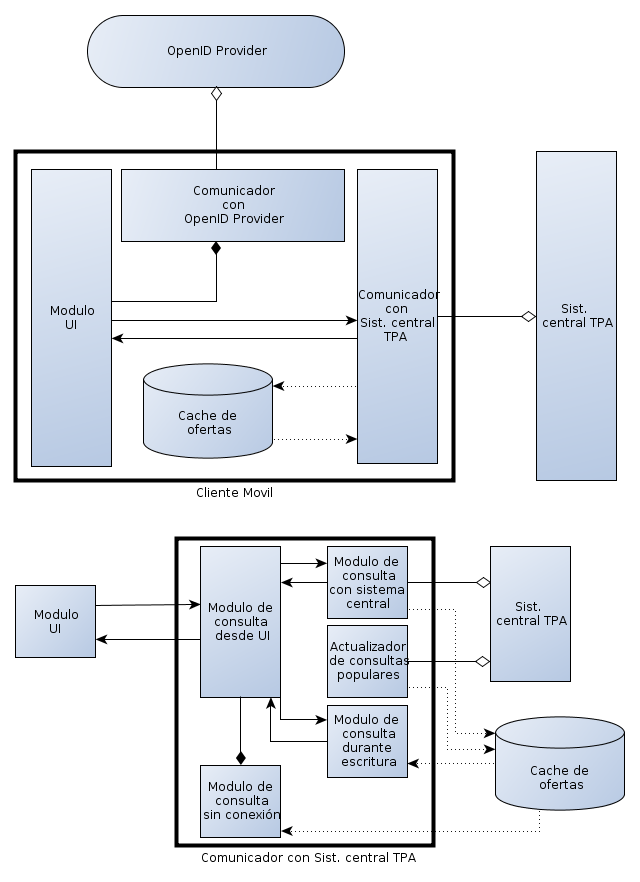 OpenID Provider
Comunicador
con
OpenID Provider
Modulo
UI
Comunicador
con
Sist. central
TPA
Sist.
central TPA
Cache de
ofertas
Cliente Movil
Modulo
UI
Modulo de
consulta
desde UI
Modulo de
consulta
con sistema
central
Sist.
central TPA
Actualizador
de consultas
populares
Modulo de
consulta
durante
escritura
Cache de
ofertas
Modulo de
consulta
sin conexión
Comunicador con Sist. central TPA